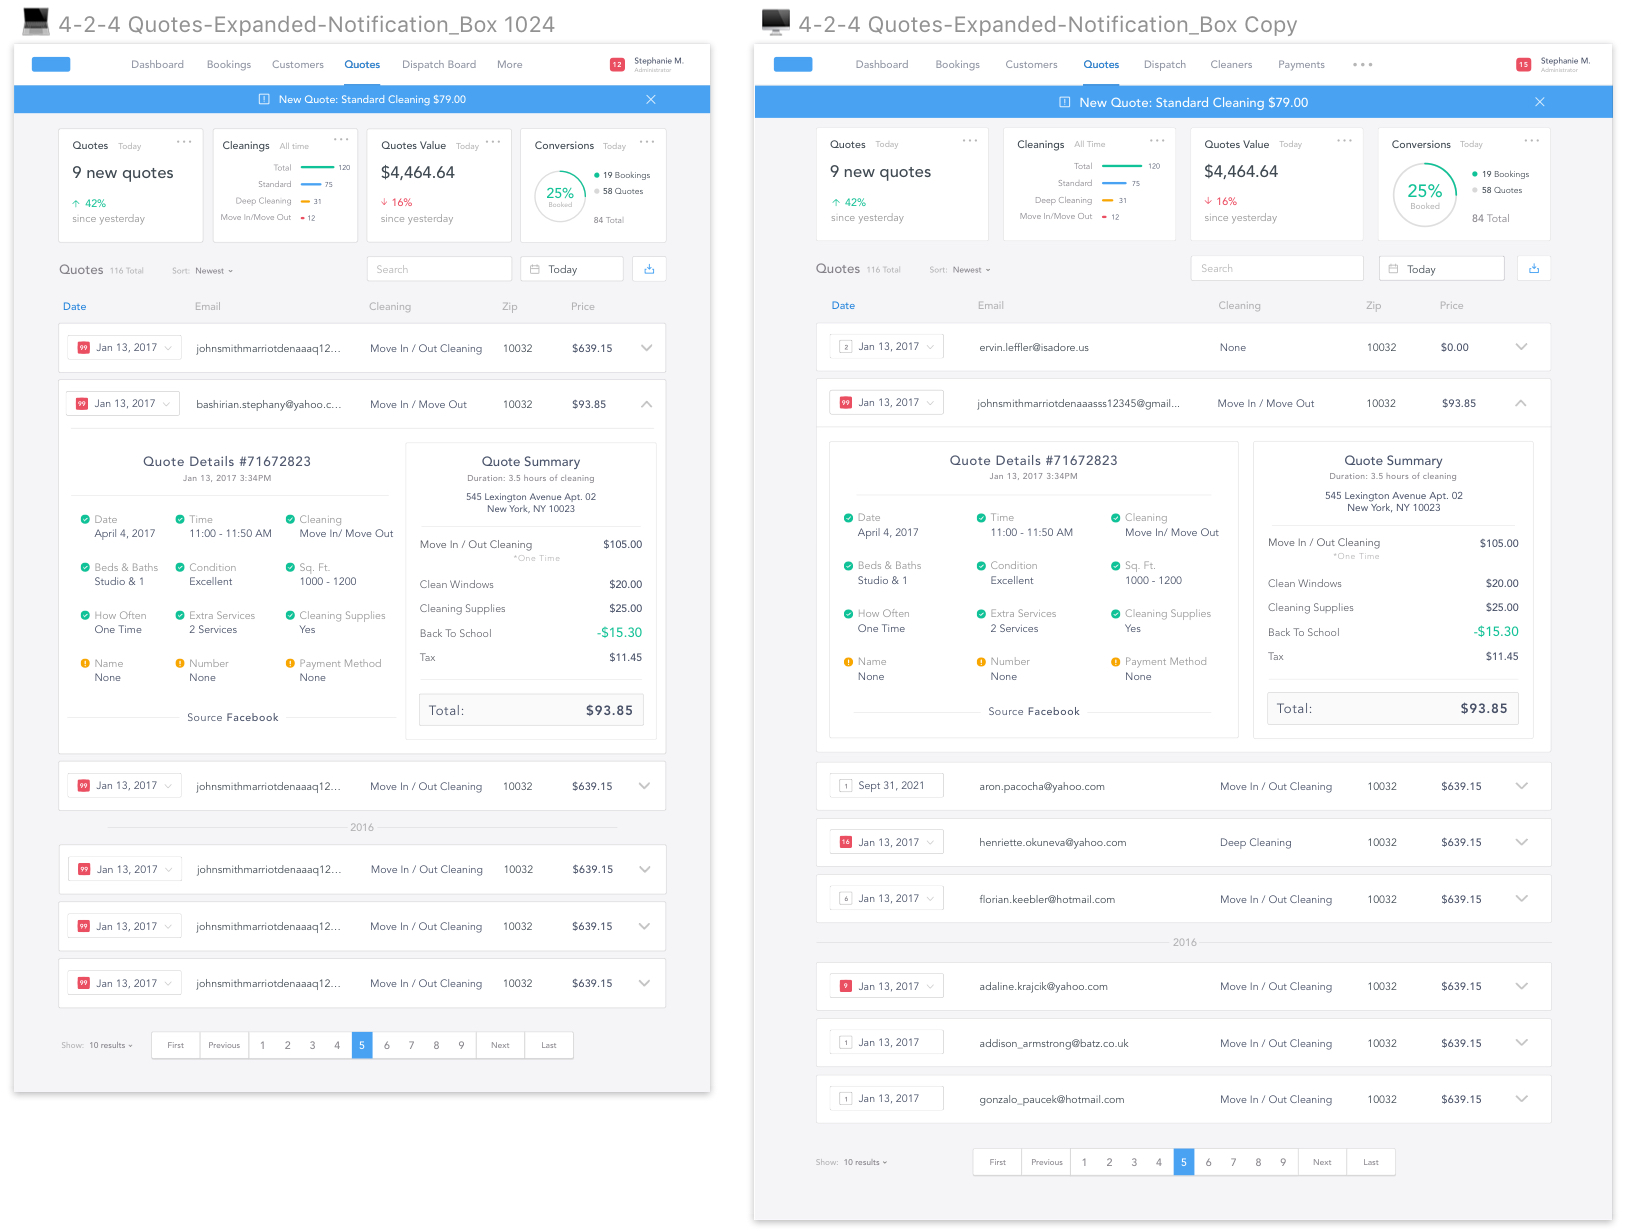 4-2-4 Quotes-Expanded-Notification_Box 1024
Dashboard Bookings Customers Quotes Dispatch Board More 12 Stephanie M.
Administrator
New Quote: Standard Cleaning $79.00
Quotes Today
9 new quotes
42%
since yesterday
Cleanings All time
Total 120
Standard 75
Deep Cleaning 31
Move In/Move Out 12
Quotes Value Today
$4,464.64
16%
since yesterday
Conversions Today
25%
Booked
19 Bookings
58 Quotes
84 Total
Quotes 116 Total Sort: Newest Search Today
Date Email Cleaning Zip Price
99 Jan 13, 2017 johnsmithmarriotdenaaaq12... Move In / Out Cleaning 10032 $639.15
99 Jan 13, 2017 bashirian.stephany@yahoo.c... Move In / Move Out 10032 $93.85
Quote Details #71672823
Jan 13, 2017 3:34PM
Date Time Cleaning
April 4, 2017 11:00 - 11:50 AM Move In/ Move Out
Beds & Baths Condition Sq. Ft.
Studio & 1 Excellent 1000 - 1200
How Often Extra Services Cleaning Supplies
One Time 2 Services Yes
Name Number Payment Method
None None None
Source Facebook
Quote Summary
Duration: 3.5 hours of cleaning
545 Lexington Avenue Apt. 02
New York, NY 10023
Move In / Out Cleaning $105.00
*One Time
Clean Windows $20.00
Cleaning Supplies $25.00
Back To School -$15.30
Tax $11.45
Total: $93.85
99 Jan 13, 2017 johnsmithmarriotdenaaaq12... Move In / Out Cleaning 10032 $639.15
2016
99 Jan 13, 2017 johnsmithmarriotdenaaaq12... Move In / Out Cleaning 10032 $639.15
99 Jan 13, 2017 johnsmithmarriotdenaaaq12... Move In / Out Cleaning 10032 $639.15
99 Jan 13, 2017 johnsmithmarriotdenaaaq12... Move In / Out Cleaning 10032 $639.15
Show: 10 results First Previous 1 2 3 4 5 6 7 8 9 Next Last
4-2-4 Quotes-Expanded-Notification_Box Copy
Dashboard Bookings Customers Quotes Dispatch Cleaners Payments 15 Stephanie M.
Administrator
New Quote: Standard Cleaning $79.00
Quotes Today
9 new quotes
42%
since yesterday
Cleanings All Time
Total 120
Standard 75
Deep Cleaning 31
Move In/Move Out 12
Quotes Value Today
$4,464.64
16%
since yesterday
Conversions Today
25%
Booked
19 Bookings
58 Quotes
84 Total
Quotes 116 Total Sort: Newest Search Today
Date Email Cleaning Zip Price
2 Jan 13, 2017 ervin.leffler@isadore.us None 10032 $0.00
99 Jan 13, 2017 johnsmithmarriotdenaaasss12345@gmail... Move In / Move Out 10032 $93.85
Quote Details #71672823
Jan 13, 2017 3:34PM
Date Time Cleaning
April 4, 2017 11:00 - 11:50 AM Move In/ Move Out
Beds & Baths Condition Sq. Ft.
Studio & 1 Excellent 1000 - 1200
How Often Extra Services Cleaning Supplies
One Time 2 Services Yes
Name Number Payment Method
None None None
Source Facebook
Quote Summary
Duration: 3.5 hours of cleaning
545 Lexington Avenue Apt. 02
New York, NY 10023
Move In / Out Cleaning $105.00
*One Time
Clean Windows $20.00
Cleaning Supplies $25.00
Back To School -$15.30
Tax $11.45
Total: $93.85
1 Sept 31, 2021 aron.pacocha@yahoo.com Move In / Out Cleaning 10032 $639.15
16 Jan 13, 2017 henriette.okuneva@yahoo.com Deep Cleaning 10032 $639.15
6 Jan 13, 2017 florian.keebler@hotmail.com Move In / Out Cleaning 10032 $639.15
2016
9 Jan 13, 2017 adaline.krajcik@yahoo.com Move In / Out Cleaning 10032 $639.15
1 Jan 13, 2017 addison_armstrong@batz.co.uk Move In / Out Cleaning 10032 $639.15
1 Jan 13, 2017 gonzalo_paucek@hotmail.com Move In / Out Cleaning 10032 $639.15
Show: 10 results First Previous 1 2 3 4 5 6 7 8 9 Next Last